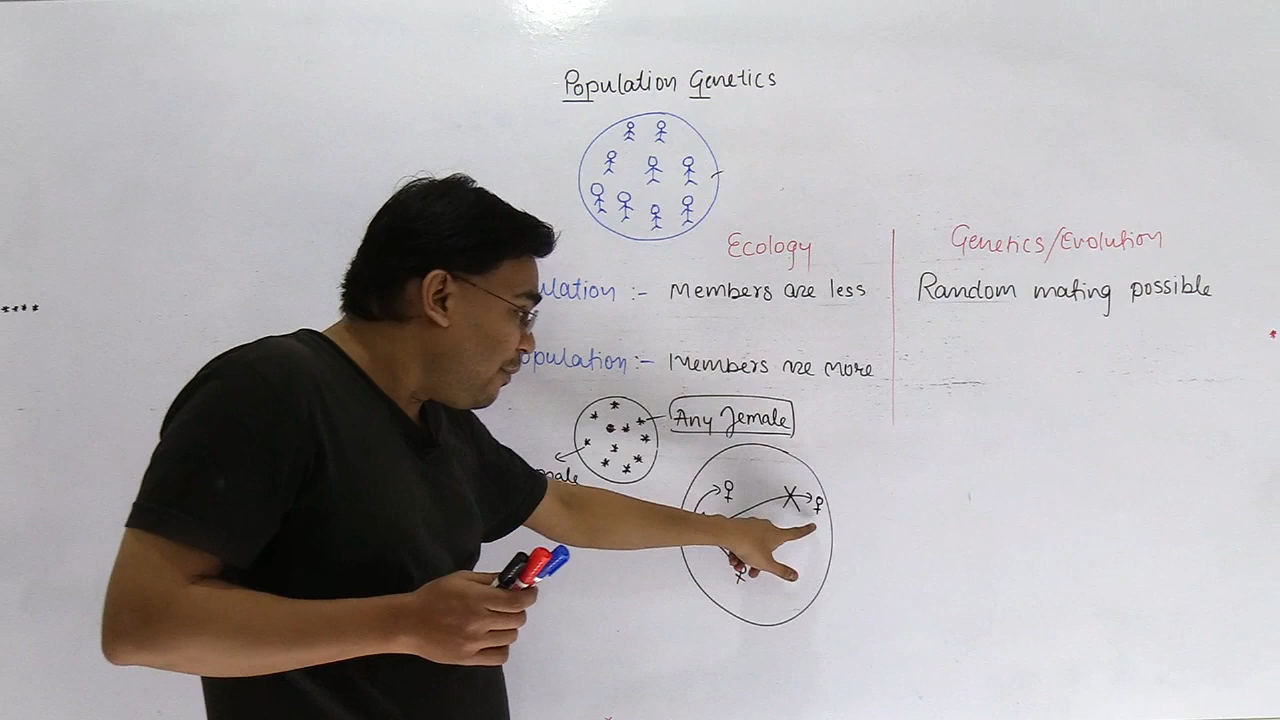 Population Genetics
Ecology
Genetics/Evolution
ulation :- Members are less
Random mating possible
opulation :- Members are more
Any female
male